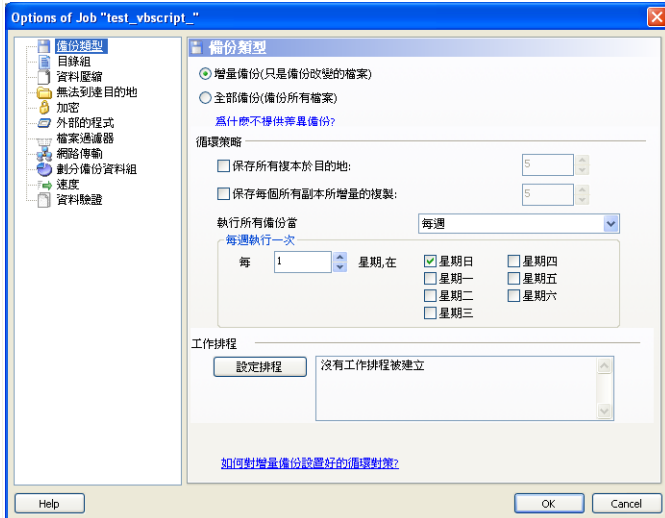 Options of Job "test_vbscript_"
備份類型
目錄組
資料壓縮
無法到達目的地
加密
外部的程式
檔案過濾器
網路傳輸
劃分備份資料組
速度
資料驗證
備份類型
增量備份(只是備份改變的檔案)
全部備份(備份所有檔案)
爲什麽不提供差異備份?
循環策略
保存所有複本於目的地:
5
保存每個所有副本所增量的複製:
5
執行所有備份當
每週
每週執行一次
每
1
星期,在
星期日
星期四
星期一
星期五
星期二
星期六
星期三
工作排程
設定排程
沒有工作排程被建立
如何對增量備份設置好的循環對策?
Help
OK
Cancel